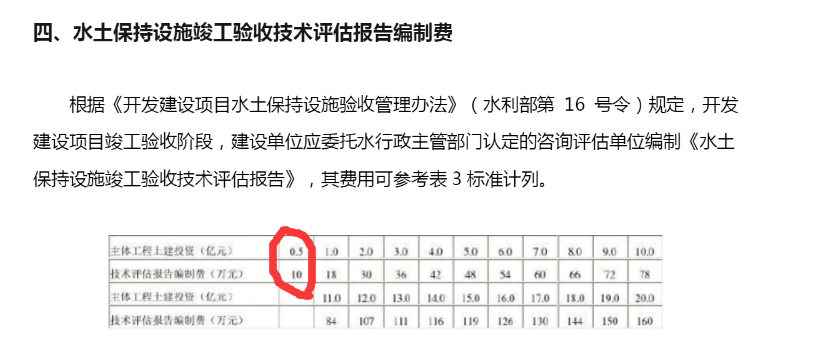 四、水土保持设施竣工验收技术评估报告编制费
根据《开发建设项目水土保持设施验收管理办法》（水利部第 16 号令）规定，开发
建设项目竣工验收阶段，建设单位应委托水行政主管部门认定的咨询评估单位编制《水土
保持设施竣工验收技术评估报告》，其费用可参考表 3 标准计列。
主体工程土建投资（亿元） 0.5 1.0 2.0 3.0 4.0 5.0 6.0 7.0 8.0 9.0 10.0
技术评估报告编制费（万元） 10 18 30 36 42 48 54 60 66 72 78
主体工程土建投资（亿元） 11.0 12.0 13.0 14.0 15.0 16.0 17.0 18.0 19.0 20.0
技术评估报告编制费（万元） 84 107 111 116 119 126 130 144 150 160